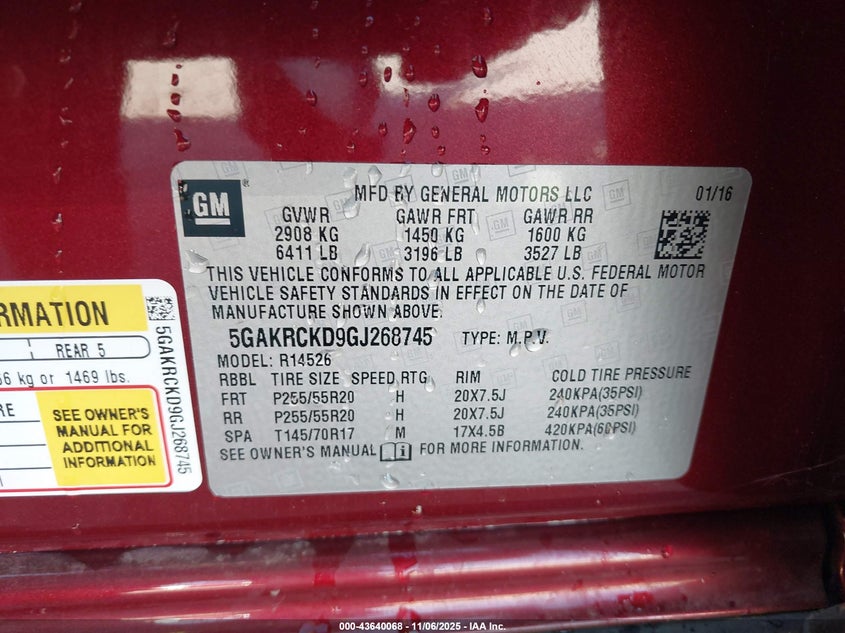 GM
MFD BY GENERAL MOTORS LLC 01/16
GVWR GAWR FRT GAWR RR
2908 KG 1450 KG 1600 KG
6411 LB 3196 LB 3527 LB
THIS VEHICLE CONFORMS TO ALL APPLICABLE U.S. FEDERAL MOTOR
VEHICLE SAFETY STANDARDS IN EFFECT ON THE DATE OF
MANUFACTURE SHOWN ABOVE.
5GAKRCKD9GJ268745 TYPE: M.P.V.
MODEL: R14526
RBBL TIRE SIZE SPEED RTG RIM COLD TIRE PRESSURE
FRT P255/55R20 H 20X7.5J 240KPA(35PSI)
RR P255/55R20 H 20X7.5J 240KPA(35PSI)
SPA T145/70R17 M 17X4.5B 420KPA(60PSI)
SEE OWNER'S MANUAL FOR MORE INFORMATION.
REAR 5
kg or 1469 lbs.
SEE OWNER'S
MANUAL FOR
ADDITIONAL
INFORMATION
5GAKRCKD9GJ268745
000-43640068 - 11/06/2025 - IAA Inc.